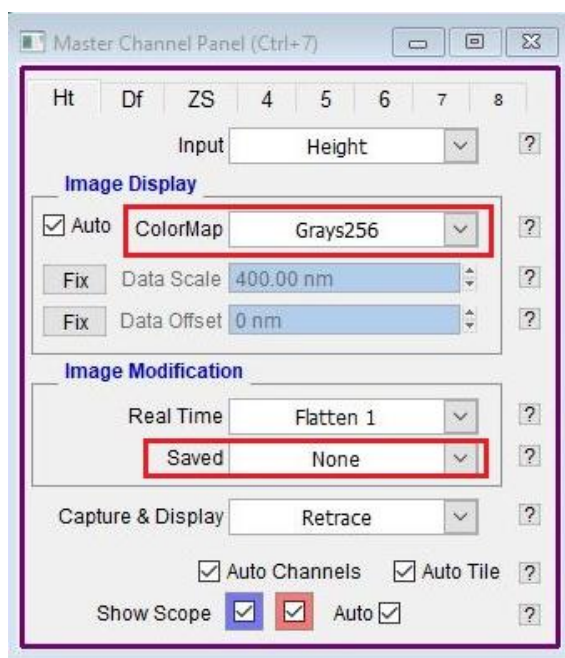 Master Channel Panel (Ctrl+7)
Ht Df ZS 4 5 6 7 8
Input Height ?
Image Display
Auto ColorMap Grays256 ?
Fix Data Scale 400.00 nm ?
Fix Data Offset 0 nm ?
Image Modification
Real Time Flatten 1 ?
Saved None ?
Capture & Display Retrace ?
Auto Channels Auto Tile ?
Show Scope Auto ?